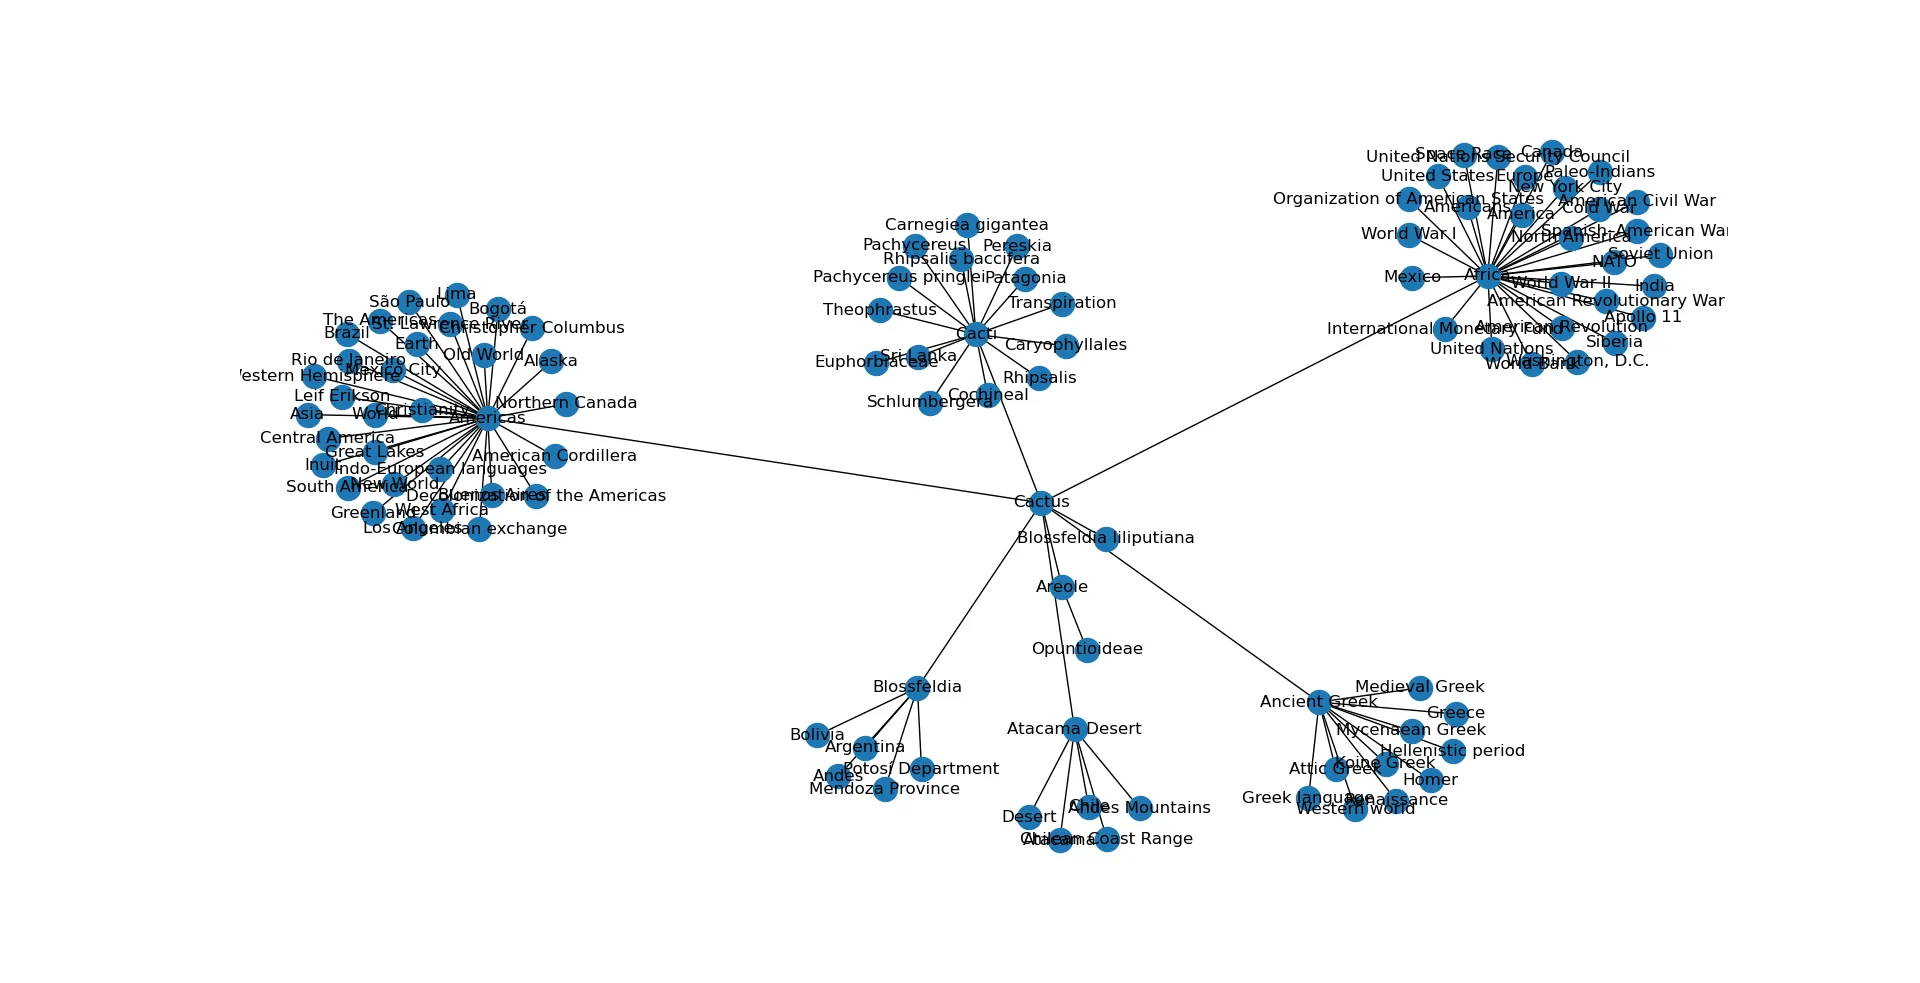 Space Race
Canada
United Nations Security Council
Paleo-Indians
United States
Europe
New York City
Organization of American States
American Civil War
Americans
Cold War
America
World War I
Spanish-American War
North America
Soviet Union
NATO
Mexico
Africa
World War II
India
American Revolutionary War
Apollo 11
International Monetary Fund
American Revolution
Siberia
United Nations
World Bank
Washington, D.C.
Carnegiea gigantea
Pachycereus
Pereskia
Rhipsalis baccifera
Pachycereus pringlei
Patagonia
Theophrastus
Transpiration
Cacti
Caryophyllales
Sri Lanka
Euphorbiaceae
Rhipsalis
Cochineal
Schlumbergera
Lima
São Paulo
Bogotá
The Americas
St. Lawrence River
Christopher Columbus
Brazil
Earth
Old World
Rio de Janeiro
Alaska
Mexico City
Western Hemisphere
Leif Erikson
Northern Canada
Asia
World
Christianity
Americas
Central America
Great Lakes
American Cordillera
Inuit
Indo-European languages
South America
New World
Decolonization of the Americas
Buenos Aires
Greenland
West Africa
Los Angeles
Columbian exchange
Cactus
Blossfeldia liliputiana
Areole
Opuntioideae
Blossfeldia
Bolivia
Argentina
Andes
Potosí Department
Mendoza Province
Atacama Desert
Desert
Chile
Andes Mountains
Atacama
Chilean Coast Range
Medieval Greek
Ancient Greek
Greece
Mycenaean Greek
Hellenistic period
Attic Greek
Koine Greek
Homer
Greek language
Renaissance
Western world